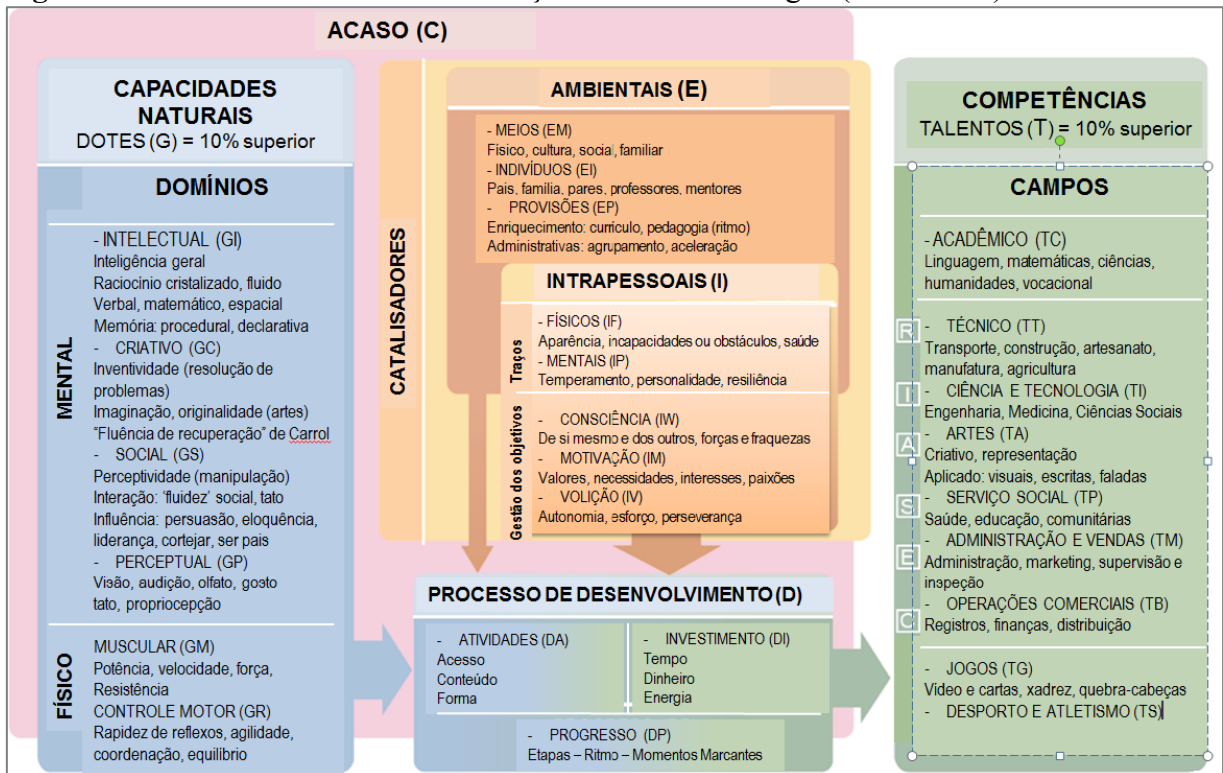 ACASO (C)
CAPACIDADES
NATURAIS
DOTES (G) = 10% superior
DOMÍNIOS
MENTAL
- INTELECTUAL (GI)
Inteligência geral
Raciocínio cristalizado, fluido
Verbal, matemático, espacial
Memória: procedural, declarativa
- CRIATIVO (GC)
Inventividade (resolução de
problemas)
Imaginação, originalidade (artes)
“Fluência de recuperação” de Carrol
- SOCIAL (GS)
Perceptividade (manipulação)
Interação: ‘fluidez’ social, tato
Influência: persuasão, eloquência,
liderança, cortejar, ser pais
- PERCEPTUAL (GP)
Visão, audição, olfato, gosto
tato, propriocepção
FÍSICO
MUSCULAR (GM)
Potência, velocidade, força,
Resistência
CONTROLE MOTOR (GR)
Rapidez de reflexos, agilidade,
coordenação, equilíbrio
CATALISADORES
AMBIENTAIS (E)
- MEIOS (EM)
Físico, cultura, social, familiar
- INDIVÍDUOS (EI)
Pais, família, pares, professores, mentores
- PROVISÕES (EP)
Enriquecimento: currículo, pedagogia (ritmo)
Administrativas: agrupamento, aceleração
INTRAPESSOAIS (I)
Traços
- FÍSICOS (IF)
Aparência, incapacidades ou obstáculos, saúde
- MENTAIS (IP)
Temperamento, personalidade, resiliência
Gestão dos objetivos
- CONSCIÊNCIA (IW)
De si mesmo e dos outros, forças e fraquezas
- MOTIVAÇÃO (IM)
Valores, necessidades, interesses, paixões
- VOLIÇÃO (IV)
Autonomia, esforço, perseverança
PROCESSO DE DESENVOLVIMENTO (D)
- ATIVIDADES (DA)
Acesso
Conteúdo
Forma
- INVESTIMENTO (DI)
Tempo
Dinheiro
Energia
- PROGRESSO (DP)
Etapas – Ritmo – Momentos Marcantes
COMPETÊNCIAS
TALENTOS (T) = 10% superior
CAMPOS
- ACADÊMICO (TC)
Linguagem, matemáticas, ciências,
humanidades, vocacional
R - TÉCNICO (TT)
Transporte, construção, artesanato,
manufatura, agricultura
I - CIÊNCIA E TECNOLOGIA (TI)
Engenharia, Medicina, Ciências Sociais
A - ARTES (TA)
Criativo, representação
Aplicado: visuais, escritas, faladas
S - SERVIÇO SOCIAL (TP)
Saúde, educação, comunitárias
E - ADMINISTRAÇÃO E VENDAS (TM)
Administração, marketing, supervisão e
inspeção
C - OPERAÇÕES COMERCIAIS (TB)
Registros, finanças, distribuição
- JOGOS (TG)
Vídeo e cartas, xadrez, quebra-cabeças
- DESPORTO E ATLETISMO (TS)